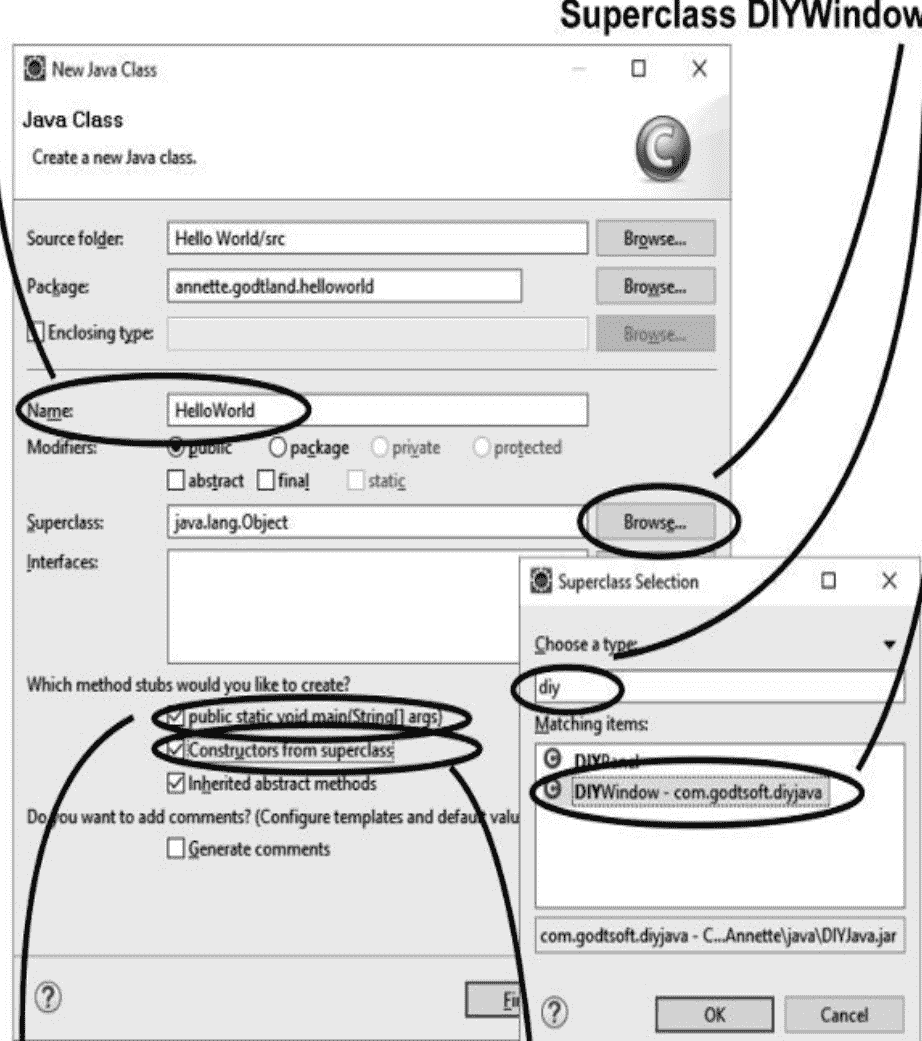 Superclass DIYWindow
New Java Class
Java Class
Create a new Java class.
Source folder: Hello World/src Browse...
Package: annette.godtland.helloworld Browse...
Enclosing type: Browse...
Name: HelloWorld
Modifiers: public package private protected
abstract final static
Superclass: java.lang.Object Browse...
Interfaces:
Which method stubs would you like to create?
public static void main(String[] args)
Constructors from superclass
Inherited abstract methods
Do you want to add comments? (Configure templates and default valu
Generate comments
Fi
Superclass Selection
Choose a type:
diy
Matching items:
DIYPanel
DIYWindow - com.godtsoft.diyjava
com.godtsoft.diyjava - C...Annette\java\DIYJava.jar
OK Cancel